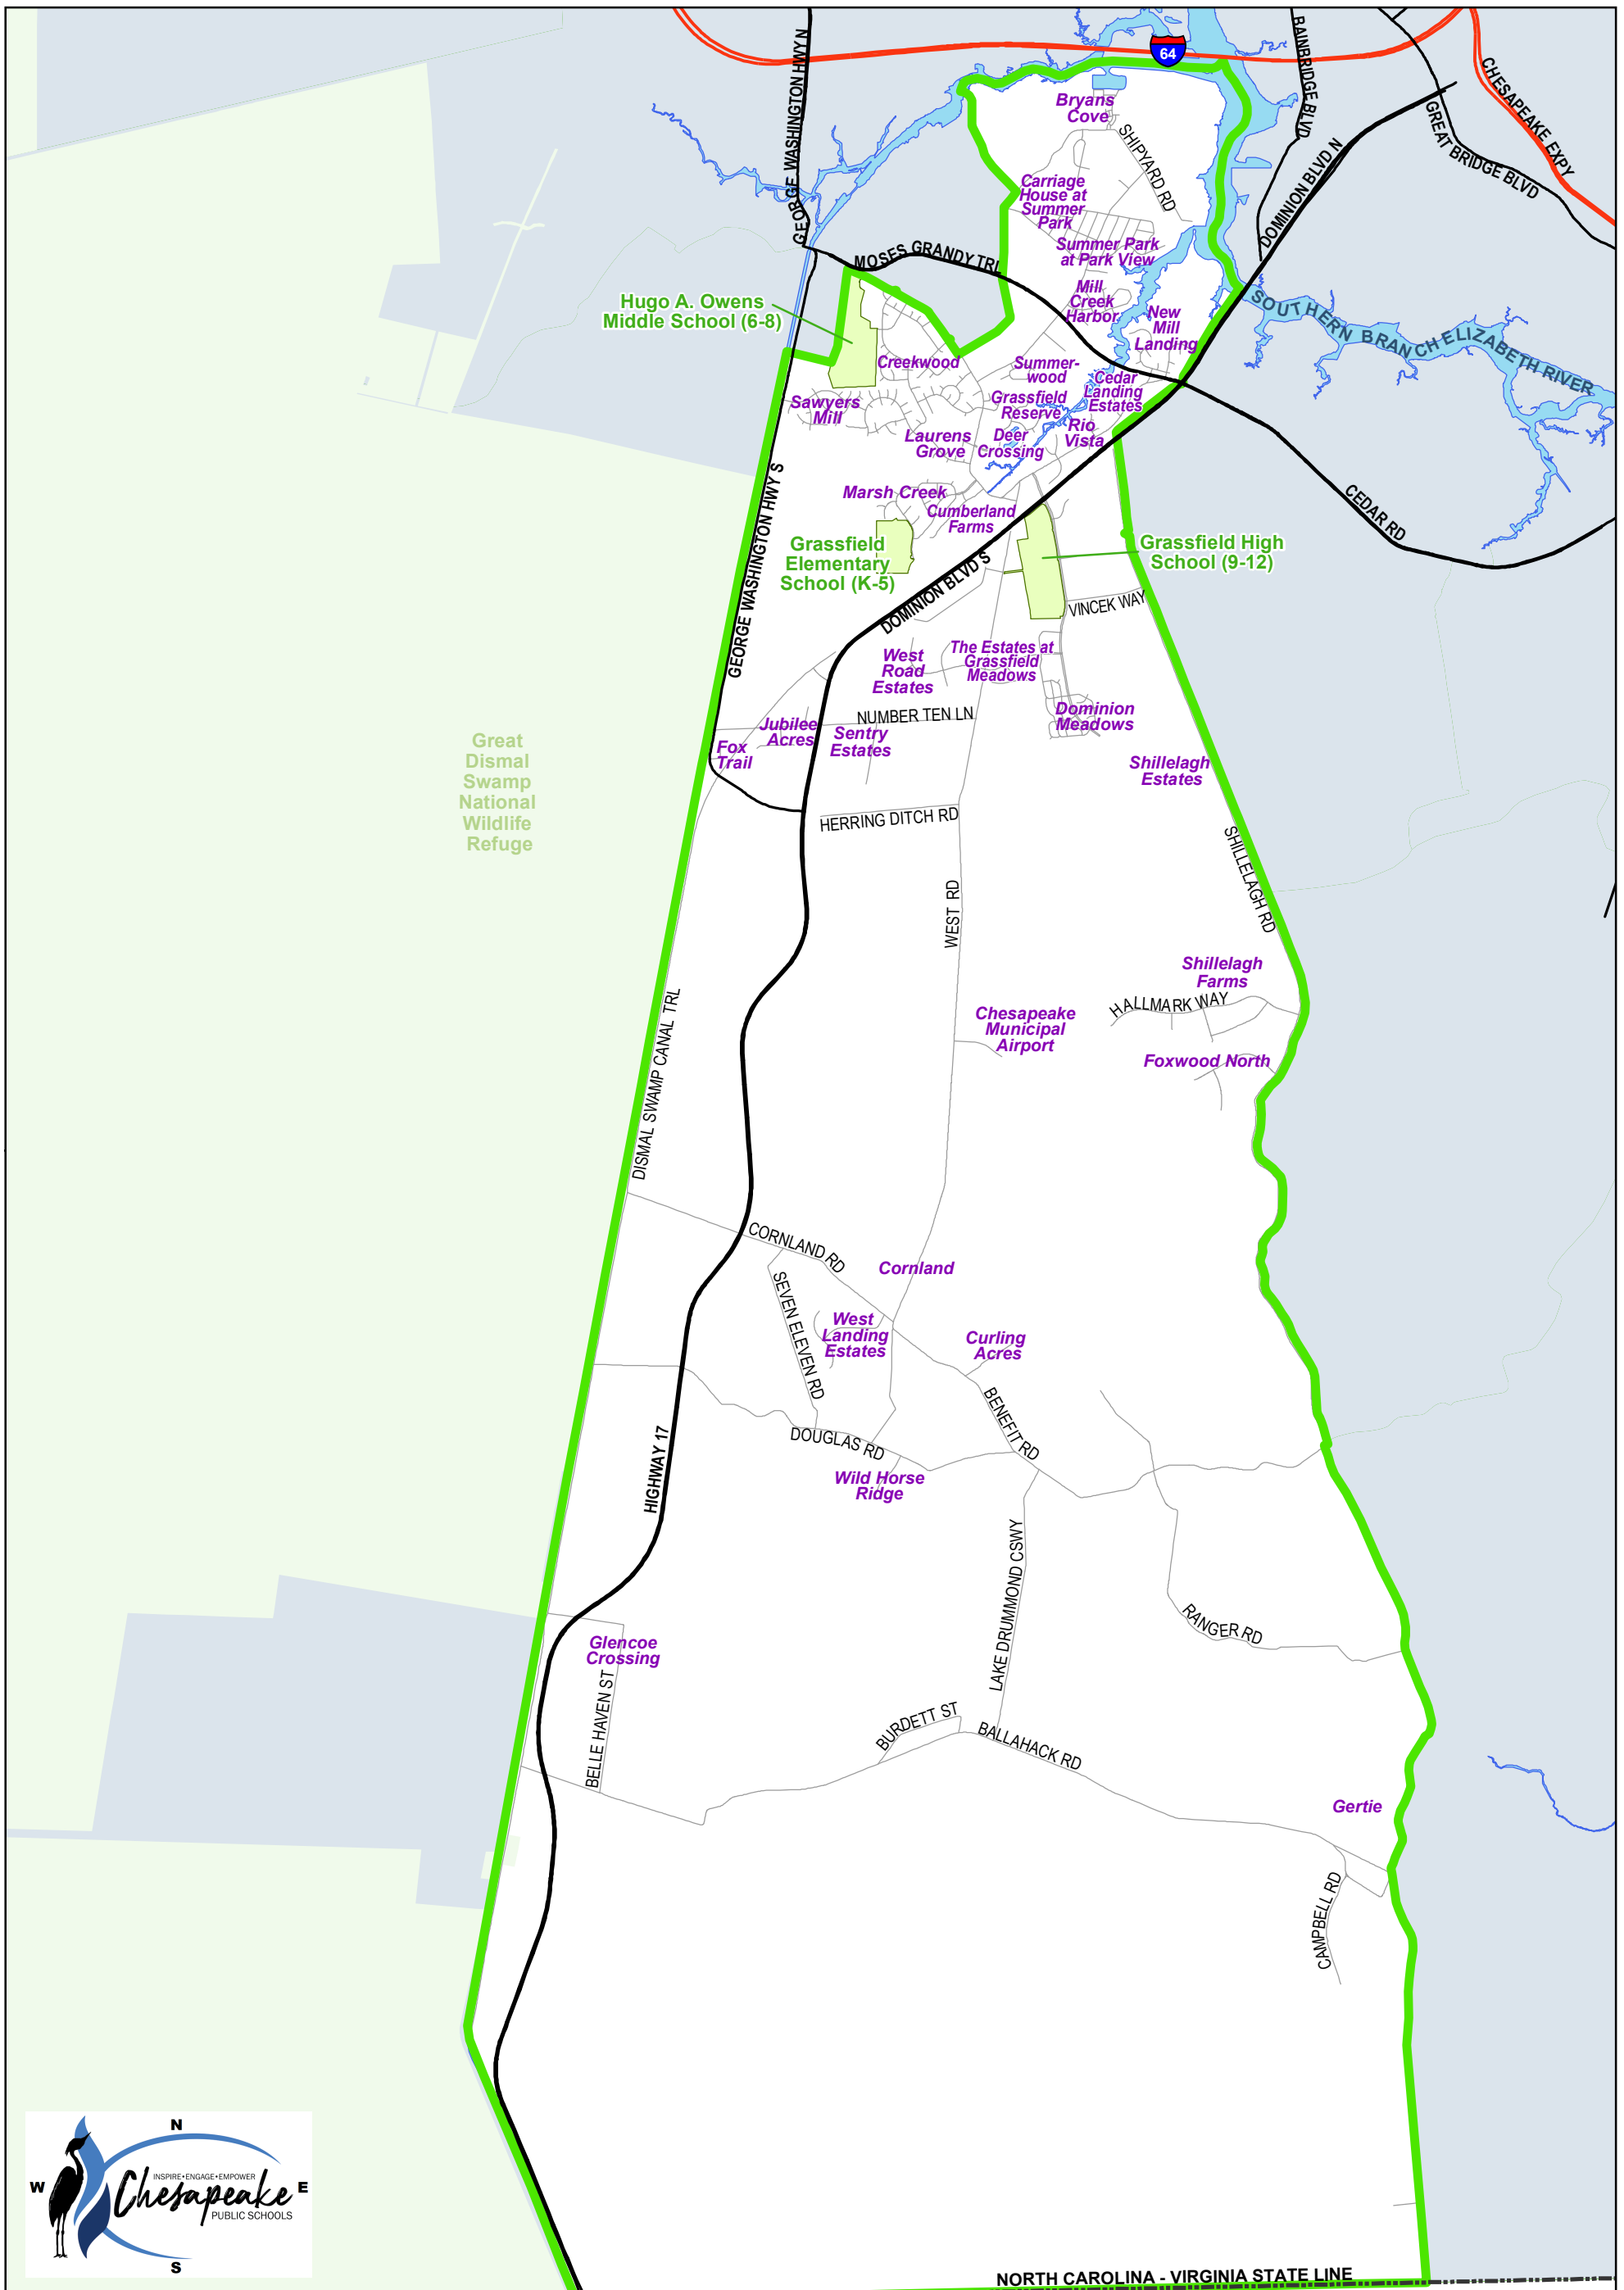 GEORGE WASHINGTON HWY N
64
BAINBRIDGE BLVD
CHESAPEAKE EXPY
GREAT BRIDGE BLVD
DOMINION BLVD N
Bryans
Cove
SHIPYARD RD
Carriage
House at
Summer
Park
Summer Park
at Park View
MOSES GRANDY TRL
Mill
Creek
Harbor
New
Mill
Landing
SOUTHERN BRANCH ELIZABETH RIVER
Hugo A. Owens
Middle School (6-8)
Creekwood
Summer-
wood
Cedar
Landing
Estates
Sawyers
Mill
Grassfield
Reserve
Laurens
Grove
Deer
Crossing
Rio
Vista
GEORGE WASHINGTON HWY S
Marsh Creek
Cumberland
Farms
CEDAR RD
Grassfield
Elementary
School (K-5)
Grassfield High
School (9-12)
DOMINION BLVD S
VINCEK WAY
West
Road
Estates
The Estates at
Grassfield
Meadows
NUMBER TEN LN
Dominion
Meadows
Jubilee
Acres
Sentry
Estates
Fox
Trail
Shillelagh
Estates
Great
Dismal
Swamp
National
Wildlife
Refuge
HERRING DITCH RD
SHILLELAGH RD
WEST RD
Shillelagh
Farms
HALLMARK WAY
Chesapeake
Municipal
Airport
Foxwood North
DISMAL SWAMP CANAL TRL
CORNLAND RD
Cornland
SEVEN ELEVEN RD
West
Landing
Estates
Curling
Acres
BENEFIT RD
DOUGLAS RD
HIGHWAY 17
Wild Horse
Ridge
LAKE DRUMMOND CSWY
RANGER RD
Glencoe
Crossing
BELLE HAVEN ST
BURDETT ST
BALLAHACK RD
Gertie
CAMPBELL RD
N
W
E
S
INSPIRE•ENGAGE•EMPOWER
Chesapeake
PUBLIC SCHOOLS
NORTH CAROLINA - VIRGINIA STATE LINE